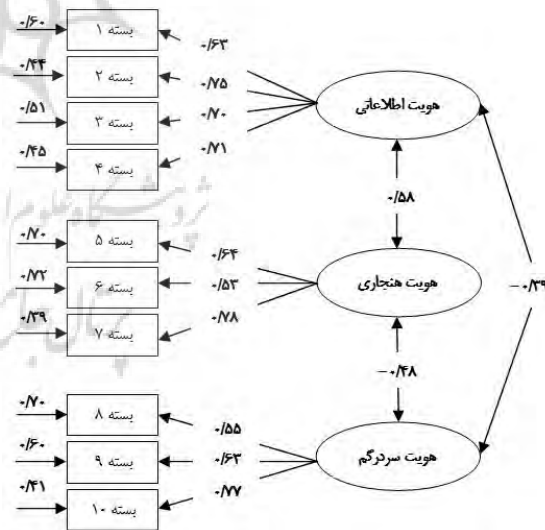 ۰/۶۰
بسته ۱
۰/۶۳
۰/۴۴
بسته ۲
۰/۷۵
۰/۵۱
بسته ۳
۰/۷۰
۰/۴۵
بسته ۴
۰/۷۱
هویت اطلاعاتی
۰/۵۸
-۰/۳۹
۰/۷۰
بسته ۵
۰/۶۴
۰/۷۲
بسته ۶
۰/۵۳
۰/۳۹
بسته ۷
۰/۷۸
هویت هنجاری
-۰/۴۸
۰/۷۰
بسته ۸
۰/۵۵
۰/۶۰
بسته ۹
۰/۶۳
۰/۴۱
بسته ۱۰
۰/۷۷
هویت سردرگم